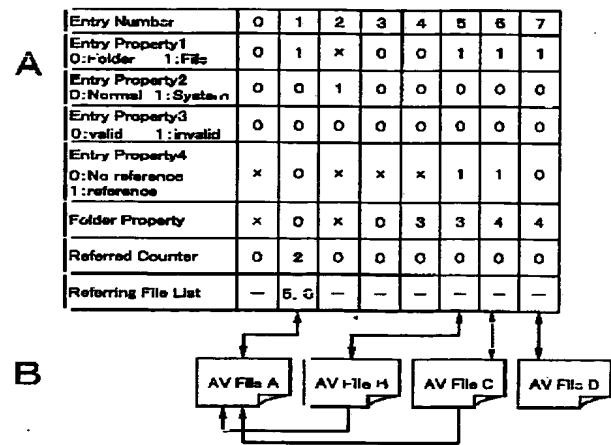 A
Entry Number 0 1 2 3 4 5 6 7
Entry Property1
0:Folder 1:File 0 1 × 0 0 1 1 1
Entry Property2
0:Normal 1:System 0 0 1 0 0 0 0 0
Entry Property3
0:valid 1:invalid 0 0 0 0 0 0 0 0
Entry Property4
0:No reference
1:reference × 0 × × × 1 1 0
Folder Property × 0 × 0 3 3 4 4
Referred Counter 0 2 0 0 0 0 0 0
Referring File List — 5, 6 — — — — — —
B
AV File A AV File B AV File C AV File D